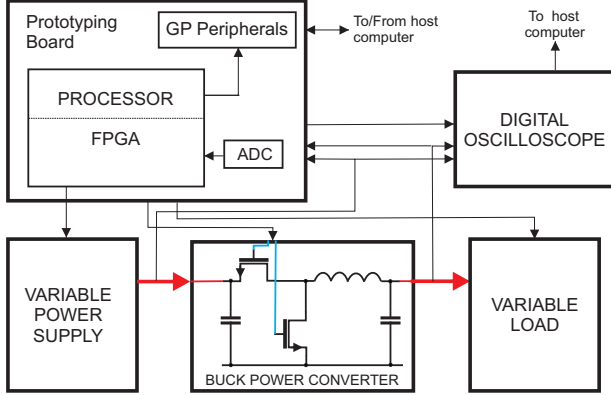 Prototyping
Board
GP Peripherals
To/From host
computer
To host
computer
PROCESSOR
FPGA
ADC
DIGITAL
OSCILLOSCOPE
VARIABLE
POWER
SUPPLY
BUCK POWER CONVERTER
VARIABLE
LOAD